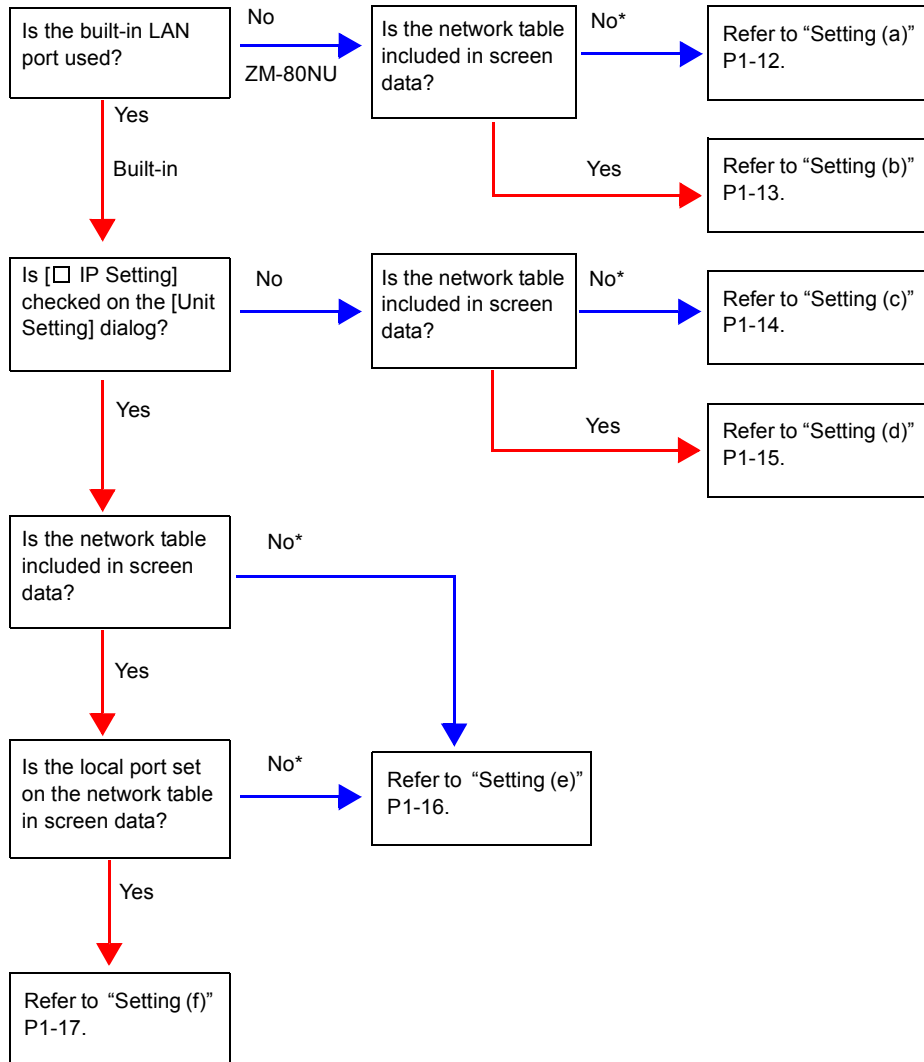 Is the built-in LAN
port used?
No
ZM-80NU
Is the network table
included in screen
data?
No*
Refer to “Setting (a)”
P1-12.
Yes
Built-in
Yes
Refer to “Setting (b)”
P1-13.
Is [☐ IP Setting]
checked on the [Unit
Setting] dialog?
No
Is the network table
included in screen
data?
No*
Refer to “Setting (c)”
P1-14.
Yes
Yes
Refer to “Setting (d)”
P1-15.
Is the network table
included in screen
data?
No*
Yes
Is the local port set
on the network table
in screen data?
No*
Refer to “Setting (e)”
P1-16.
Yes
Refer to “Setting (f)”
P1-17.